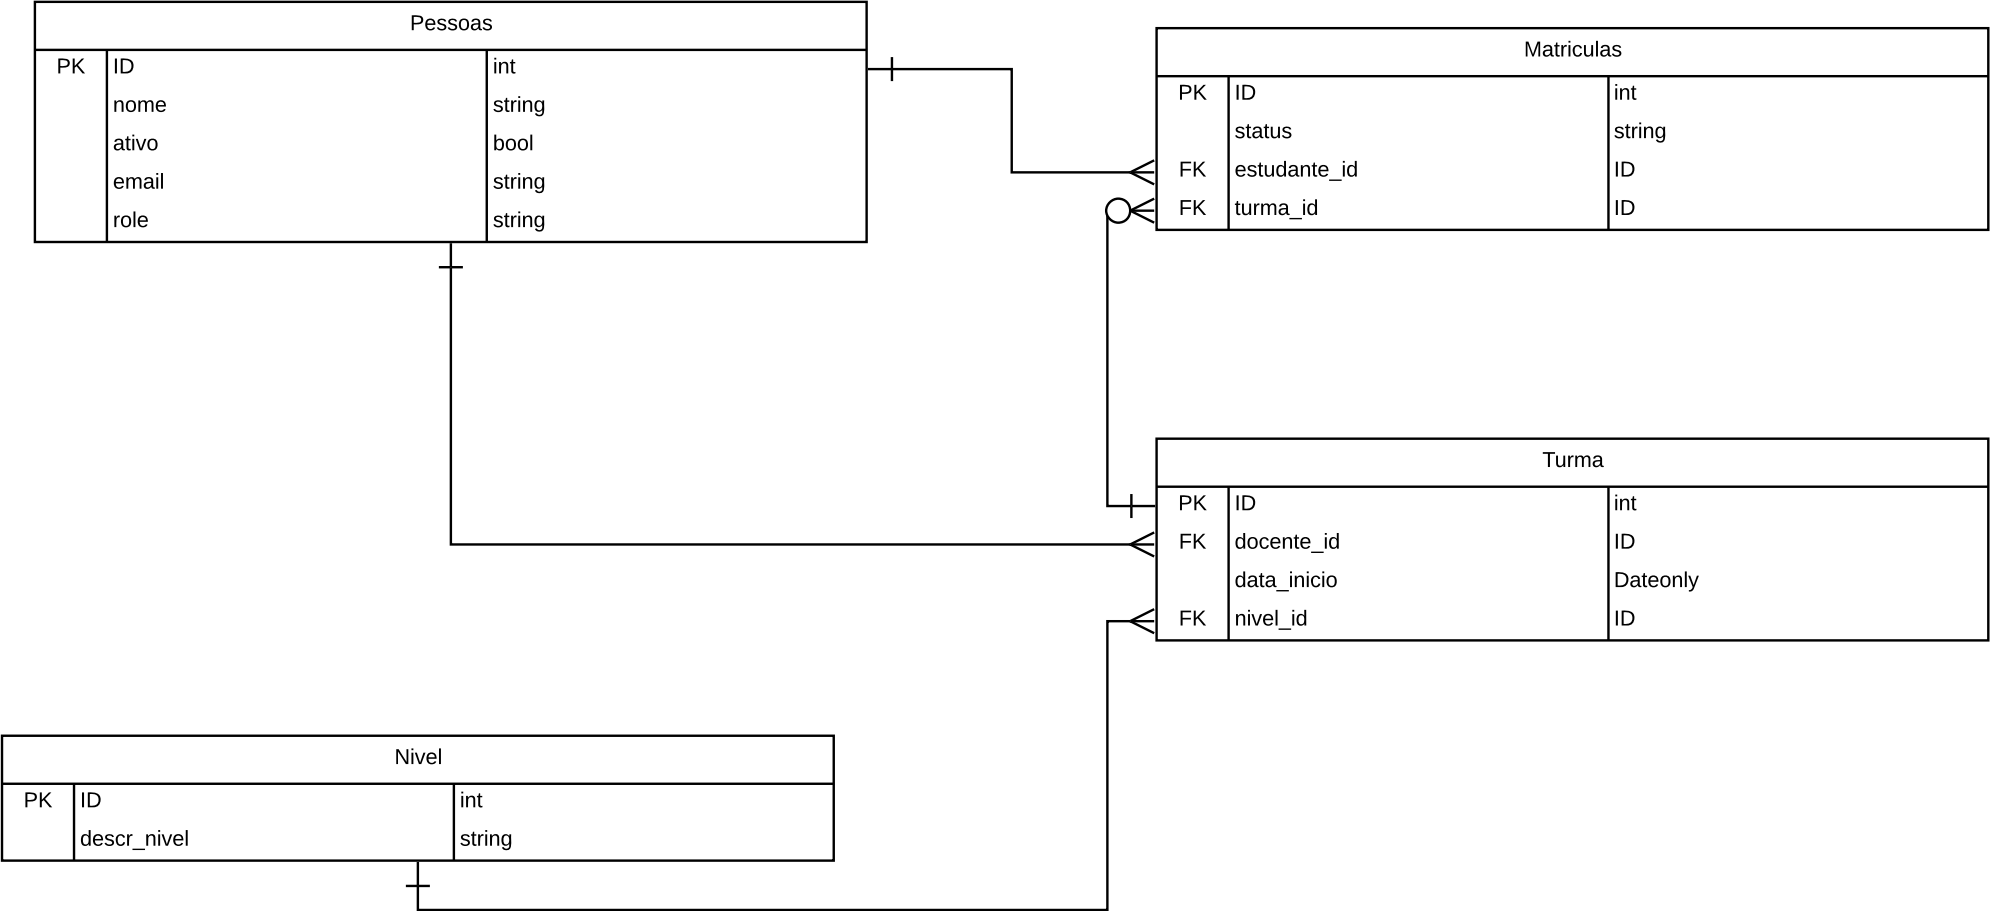 Pessoas
PK ID int
nome string
ativo bool
email string
role string
Matriculas
PK ID int
status string
FK estudante_id ID
FK turma_id ID
Turma
PK ID int
FK docente_id ID
data_inicio Dateonly
FK nivel_id ID
Nivel
PK ID int
descr_nivel string